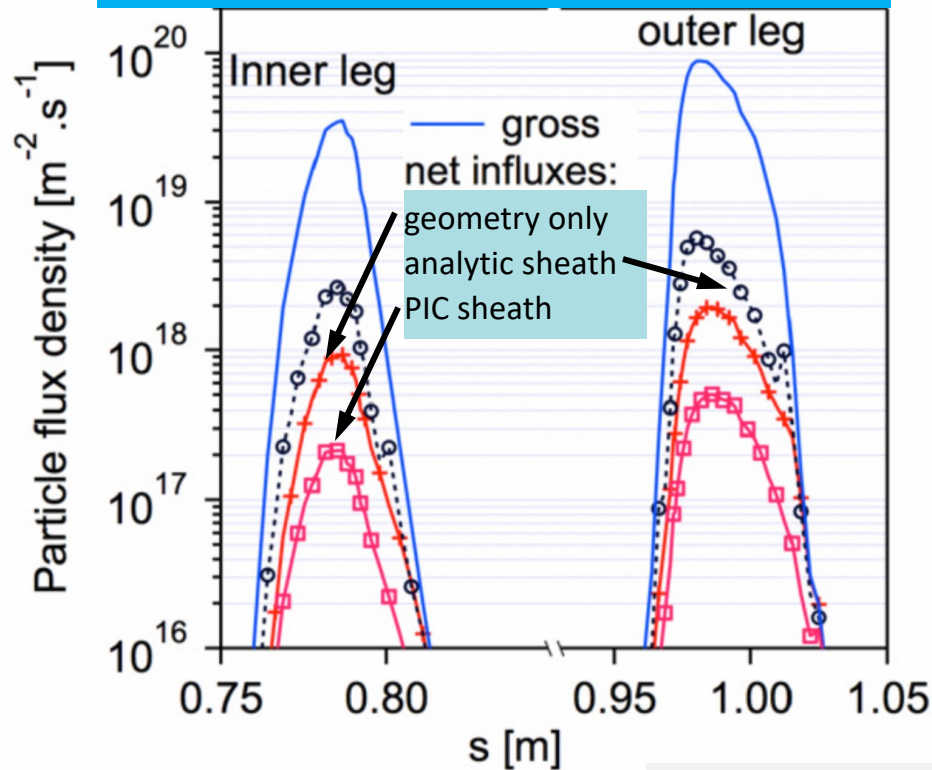 Particle flux density [m⁻².s⁻¹]
10²⁰
10¹⁹
10¹⁸
10¹⁷
10¹⁶
Inner leg
outer leg
gross
net influxes:
geometry only
analytic sheath
PIC sheath
0.75 0.80 0.95 1.00 1.05
s [m]